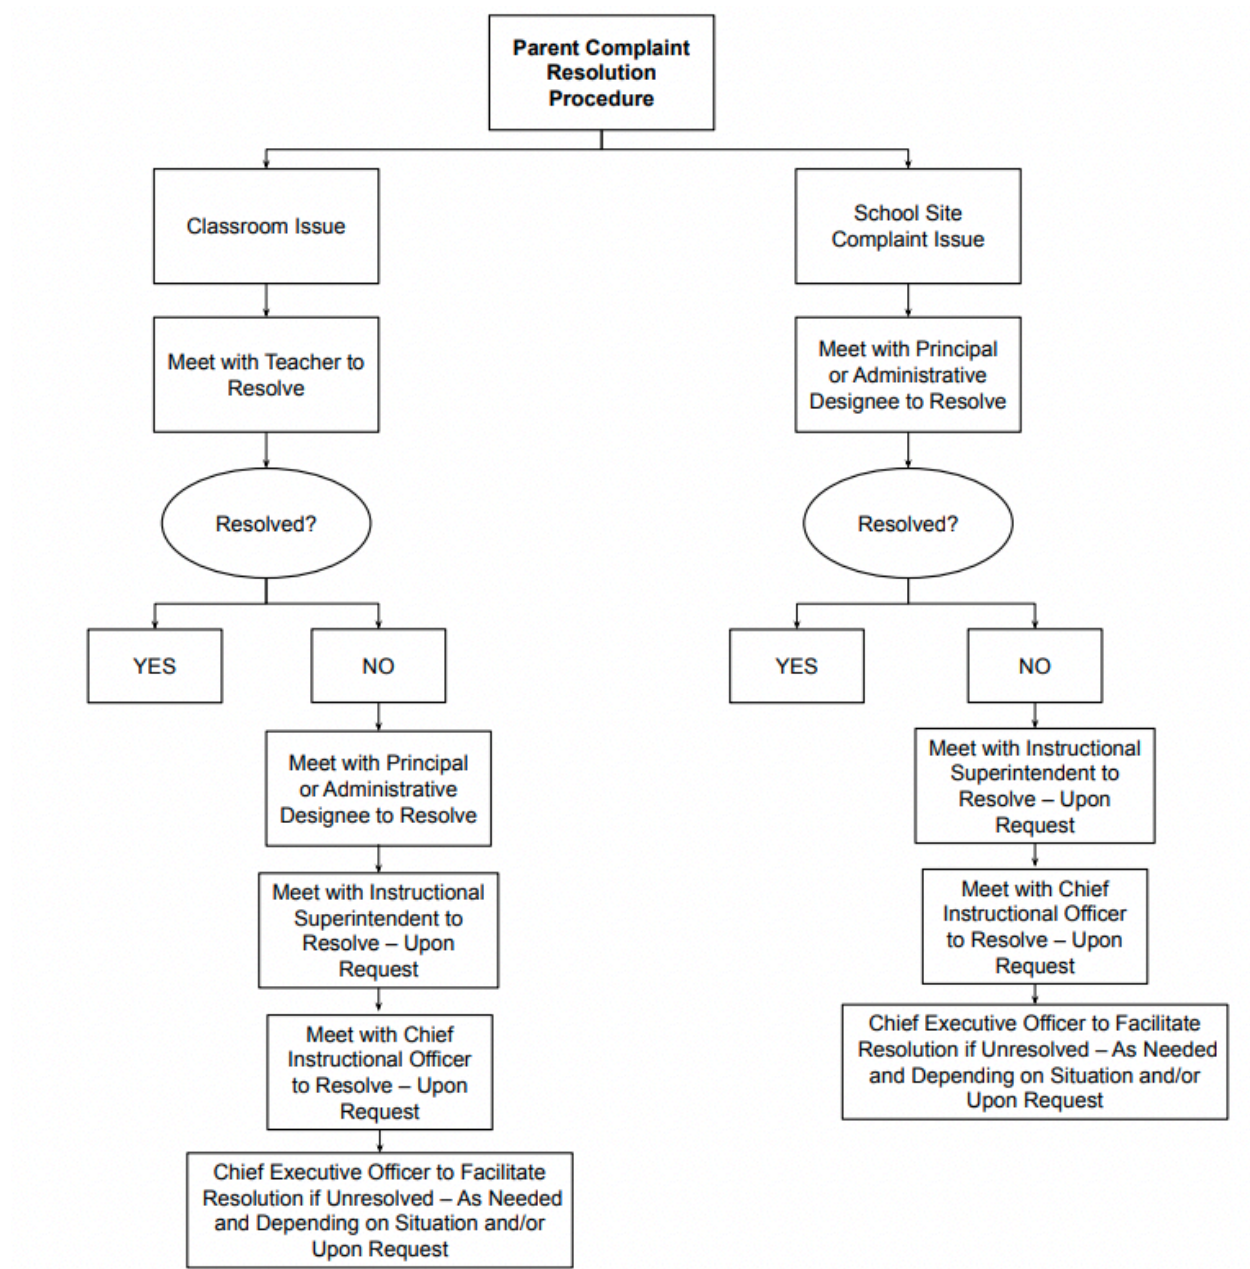 Parent Complaint
Resolution
Procedure
Classroom Issue
Meet with Teacher to
Resolve
Resolved?
YES
NO
Meet with Principal
or Administrative
Designee to Resolve
Meet with Instructional
Superintendent to
Resolve – Upon
Request
Meet with Chief
Instructional Officer
to Resolve – Upon
Request
Chief Executive Officer to Facilitate
Resolution if Unresolved – As Needed
and Depending on Situation and/or
Upon Request
School Site
Complaint Issue
Meet with Principal
or Administrative
Designee to Resolve
Resolved?
YES
NO
Meet with Instructional
Superintendent to
Resolve – Upon
Request
Meet with Chief
Instructional Officer
to Resolve – Upon
Request
Chief Executive Officer to Facilitate
Resolution if Unresolved – As Needed
and Depending on Situation and/or
Upon Request